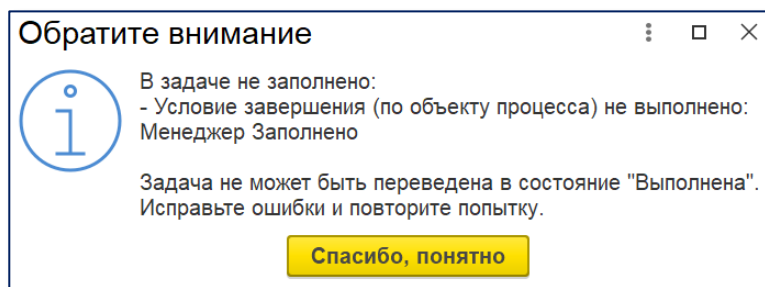 Обратите внимание
В задаче не заполнено:
- Условие завершения (по объекту процесса) не выполнено:
Менеджер Заполнено
Задача не может быть переведена в состояние "Выполнена".
Исправьте ошибки и повторите попытку.
Спасибо, понятно